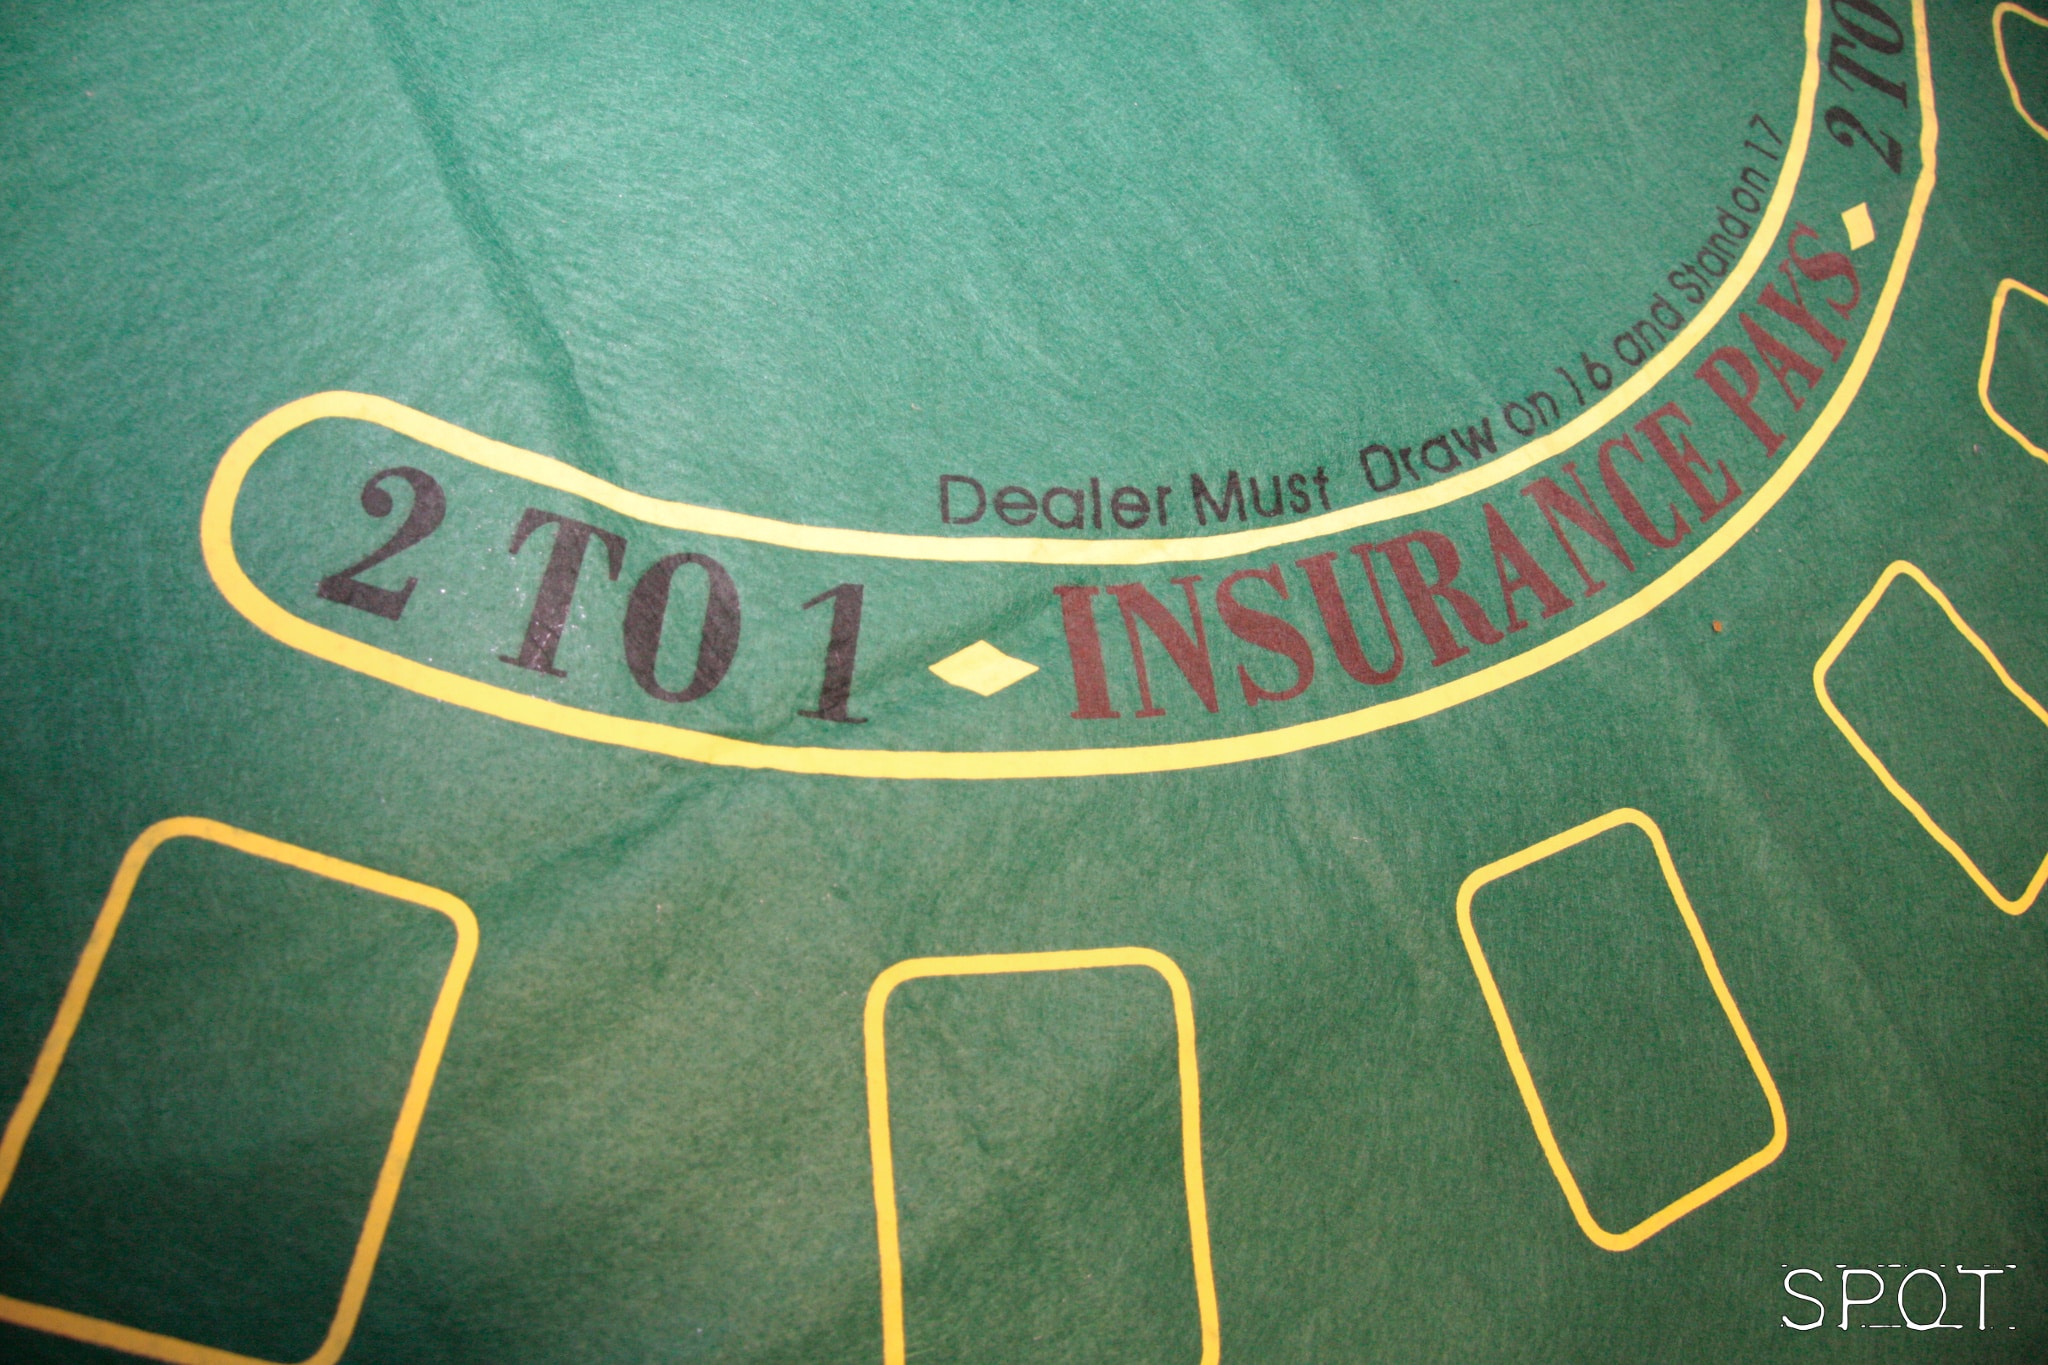 Dealer Must Draw on 16 and Stand on 17
2 TO 1 INSURANCE PAYS 2 TO
SPOT